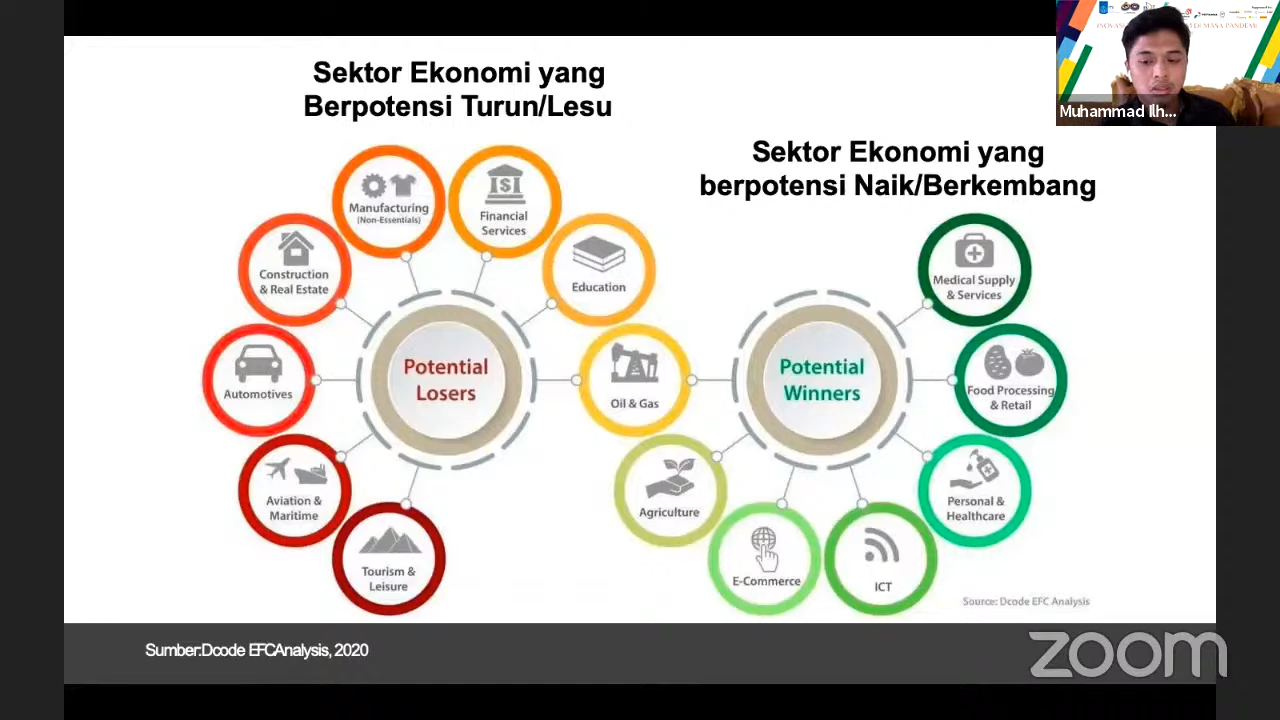 Sektor Ekonomi yang
Berpotensi Turun/Lesu
Muhammad Ilh...
Sektor Ekonomi yang
berpotensi Naik/Berkembang
Manufacturing
(Non-Essentials)
Financial
Services
Construction
& Real Estate
Education
Automotives
Potential
Losers
Oil & Gas
Aviation &
Maritime
Tourism &
Leisure
Potential
Winners
Medical Supply
& Services
Food Processing
& Retail
Personal &
Healthcare
Agriculture
E-Commerce
ICT
Source: Dcode EFC Analysis
Sumber:Dcode EFCAnalysis, 2020
zoom